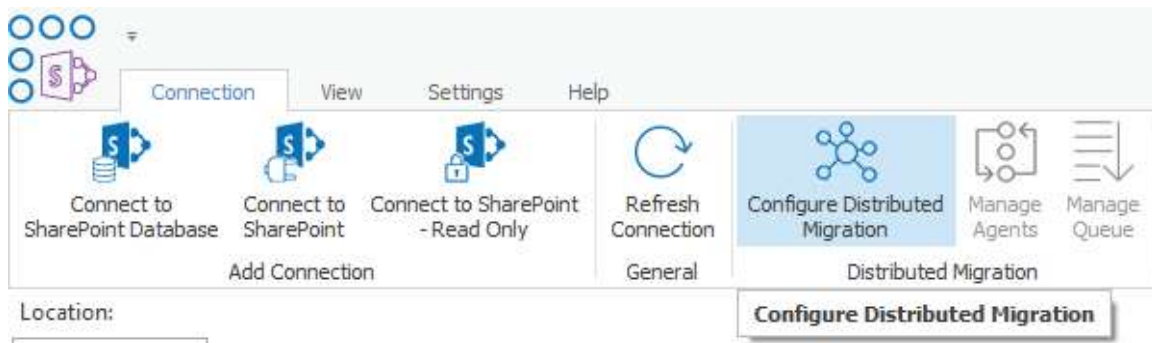 Connection View Settings Help
Connect to SharePoint Database
Connect to SharePoint
Connect to SharePoint - Read Only
Refresh Connection
Configure Distributed Migration
Manage Agents
Manage Queue
Add Connection General Distributed Migration
Location:
Configure Distributed Migration